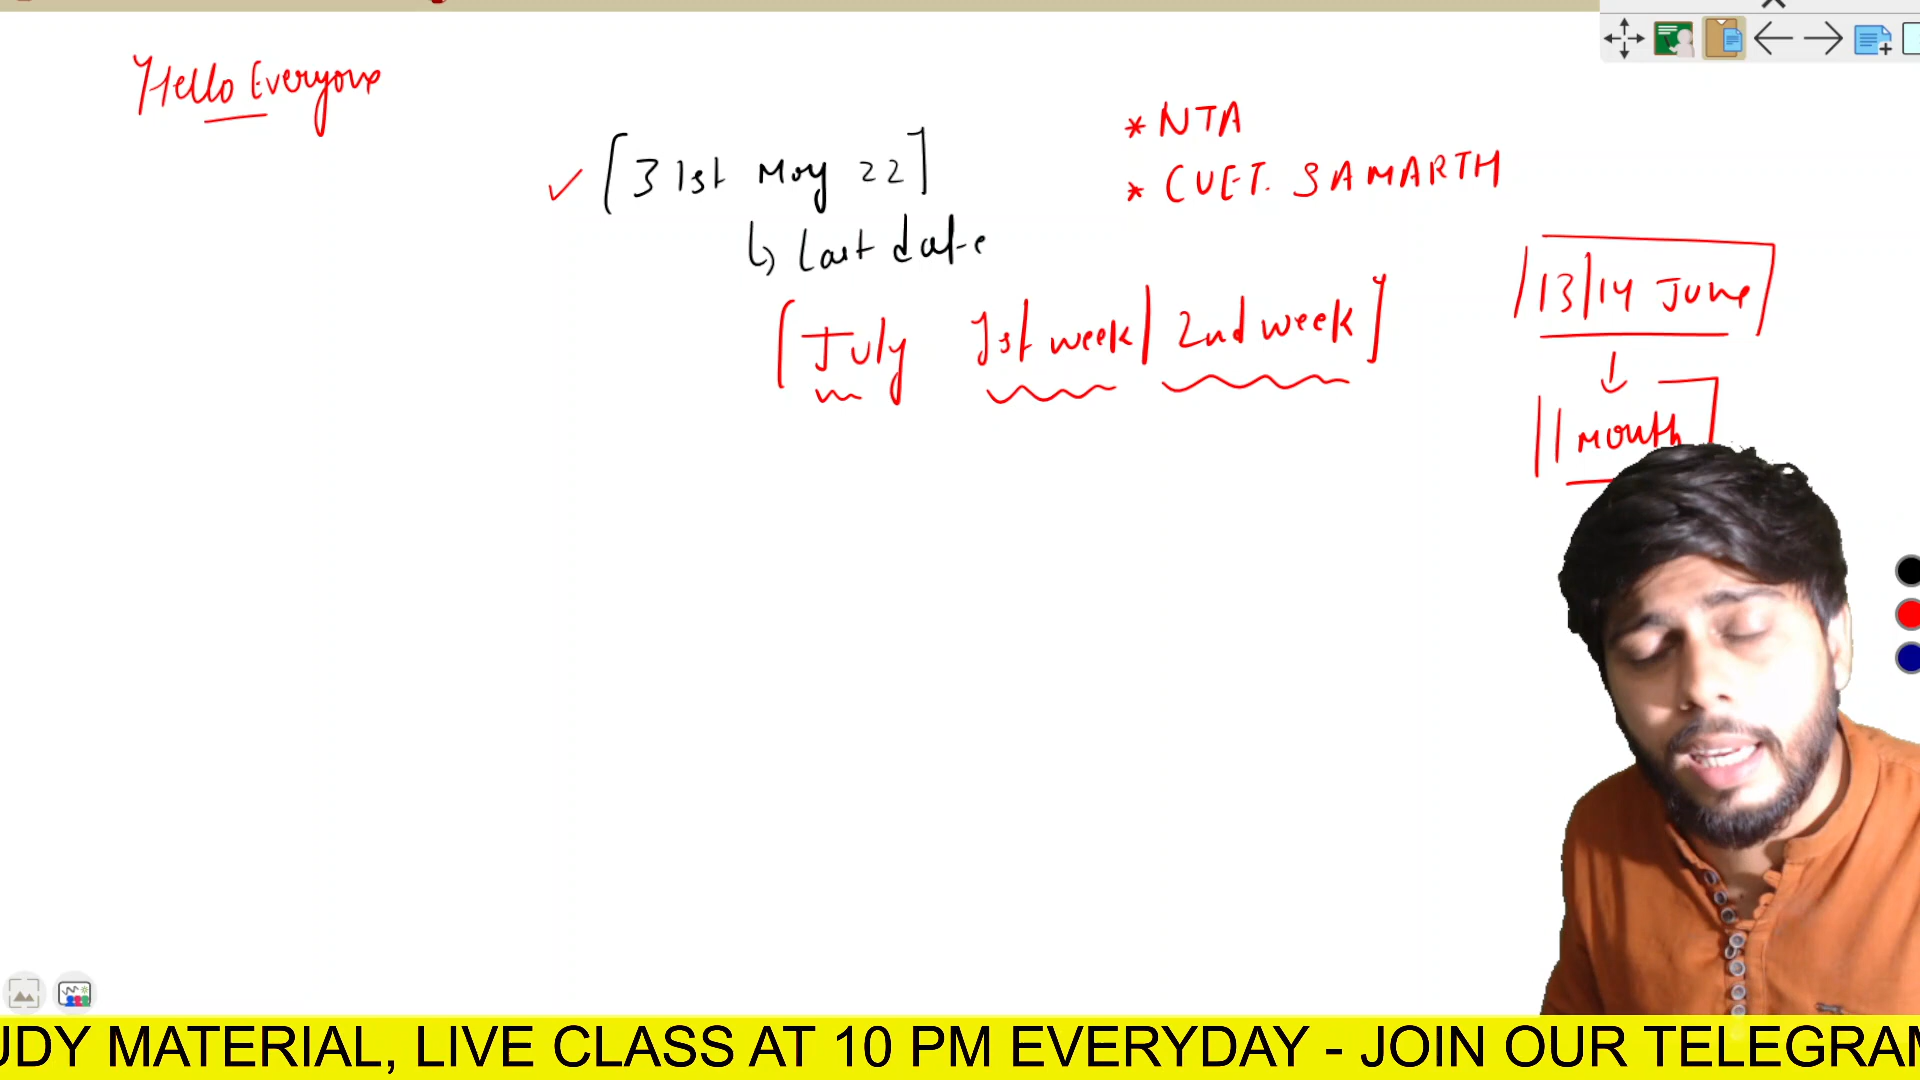 Hello Everyone
* NTA
[31st May 22]
* CUET. SAMARTH
↳ Last date
13/14 June
[July 1st week / 2nd week]
1 month
UDY MATERIAL, LIVE CLASS AT 10 PM EVERYDAY - JOIN OUR TELEGRAM